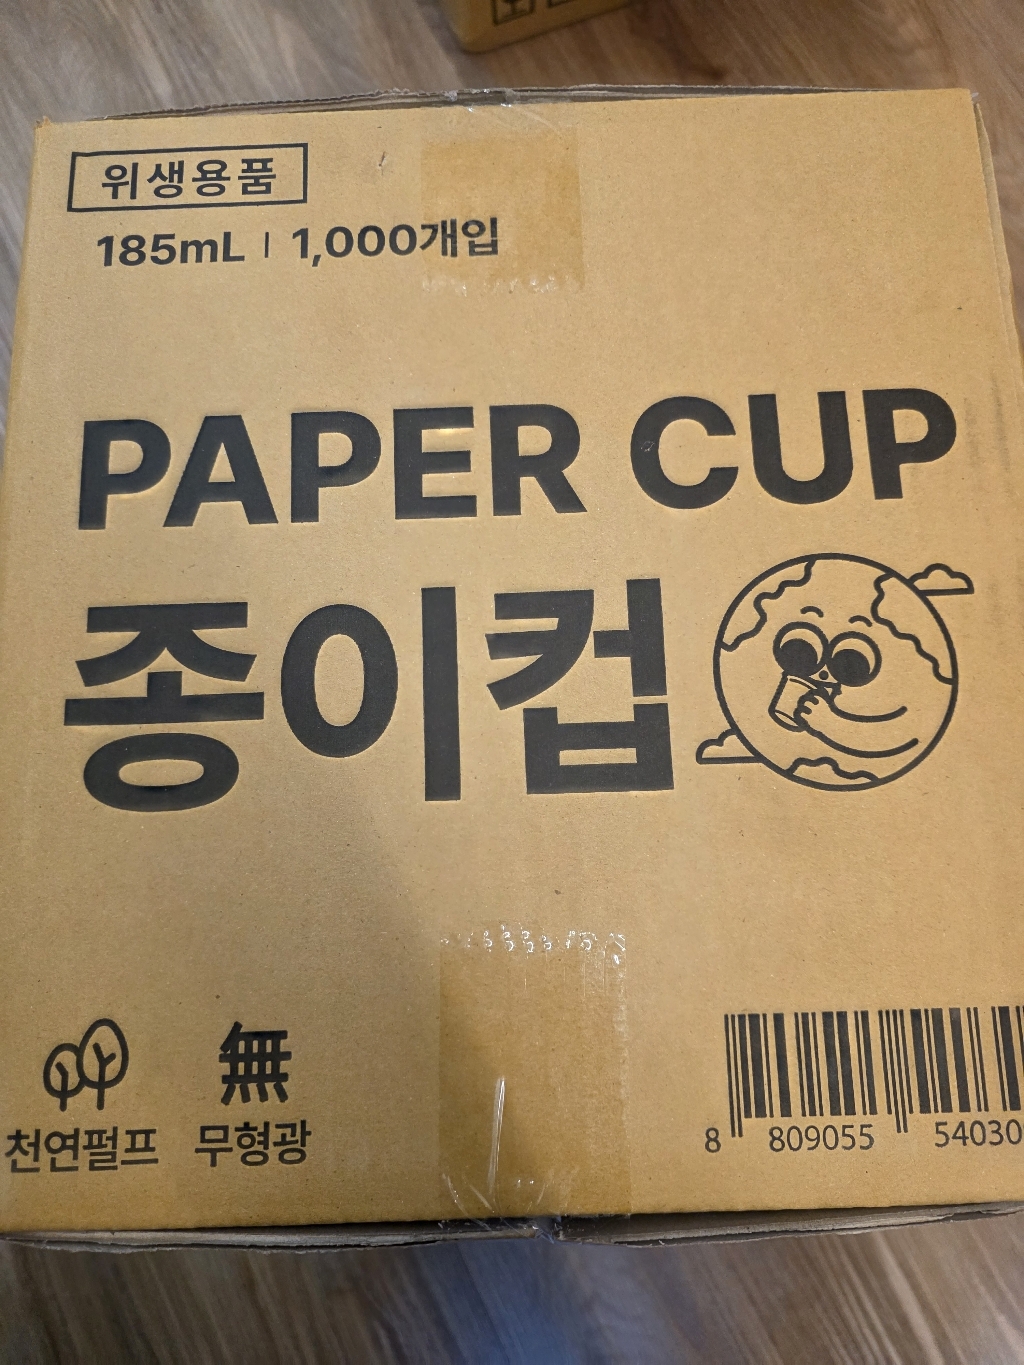 위생용품
185mL | 1,000개입
PAPER CUP
종이컵
無
천연펄프 무형광
8 809055 54030